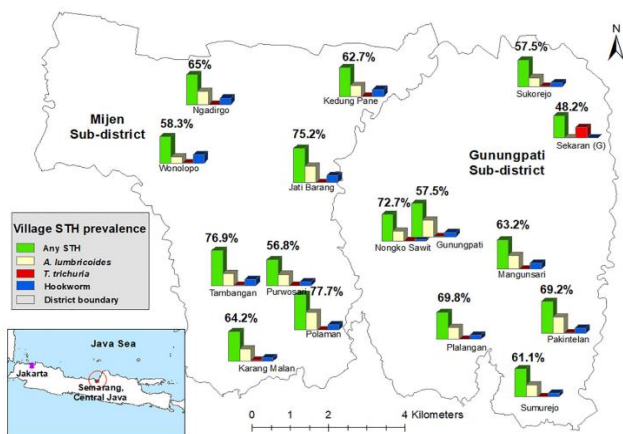 N
65%
Ngadirgo
62.7%
Kedung Pane
57.5%
Sukorejo
Mijen
Sub-district
58.3%
Wonolopo
75.2%
Jati Barang
48.2%
Sekaran (G)
Gunungpati
Sub-district
Village STH prevalence
Any STH
A. lumbricoides
T. trichuria
Hookworm
District boundary
72.7%
Nongko Sawit
57.5%
Gunungpati
63.2%
Mangunsari
76.9%
Tambangan
56.8%
Purwosari
77.7%
Polaman
64.2%
Karang Malan
69.8%
Plalangan
69.2%
Pakintelan
61.1%
Sumurejo
Java Sea
Jakarta
Semarang,
Central Java
0 1 2 4 Kilometers